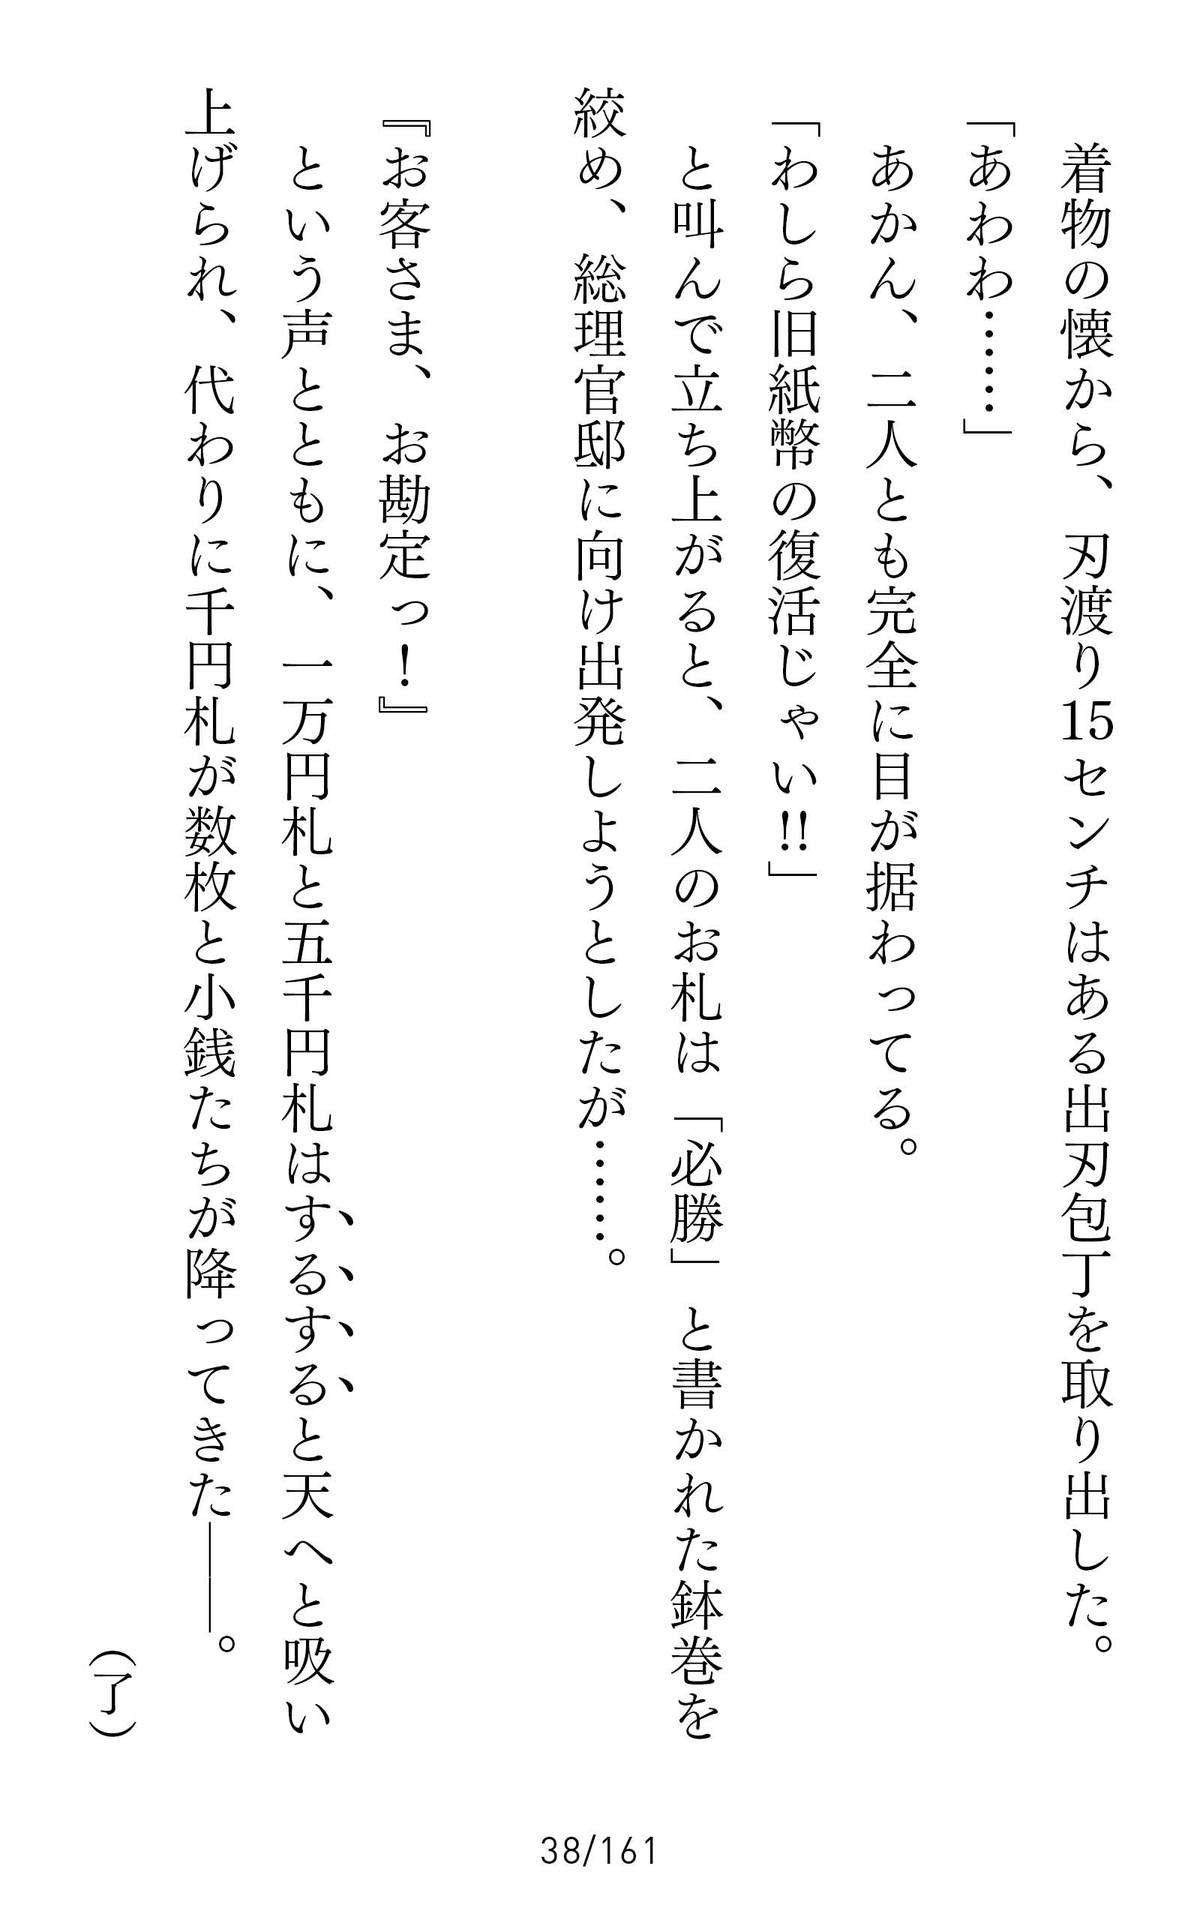 着物の懐から、刃渡り15センチはある出刃包丁を取り出した。
「あわわ……」
あかん、二人とも完全に目が据わってる。
「わしら旧紙幣の復活じゃい!!」
と叫んで立ち上がると、二人のお札は「必勝」と書かれた鉢巻を
絞め、総理官邸に向け出発しようとしたが……。
『お客さま、お勘定っ！』
という声とともに、一万円札と五千円札はするすると天へと吸い
上げられ、代わりに千円札が数枚と小銭たちが降ってきた――。
（了）
38/161